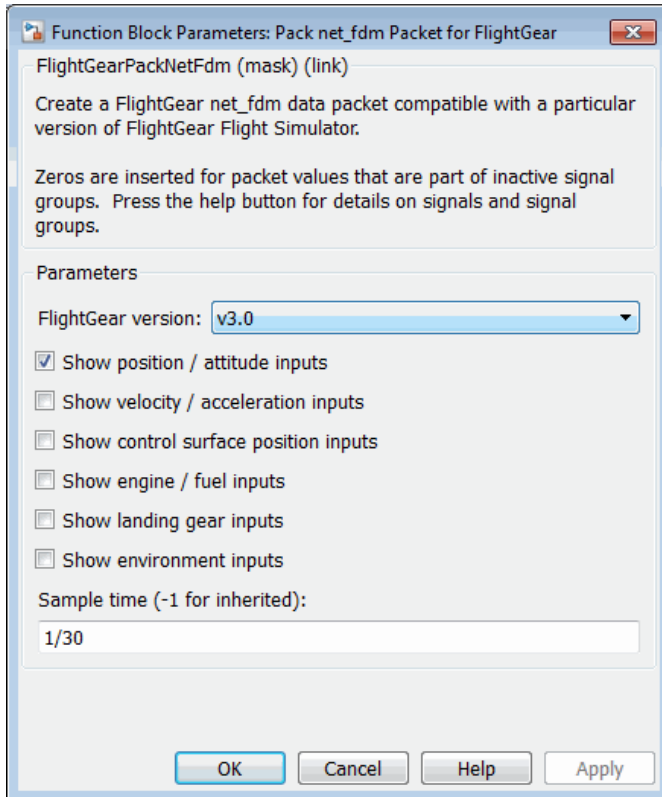 Function Block Parameters: Pack net_fdm Packet for FlightGear
FlightGearPackNetFdm (mask) (link)
Create a FlightGear net_fdm data packet compatible with a particular
version of FlightGear Flight Simulator.
Zeros are inserted for packet values that are part of inactive signal
groups.  Press the help button for details on signals and signal
groups.
Parameters
FlightGear version: v3.0
Show position / attitude inputs
Show velocity / acceleration inputs
Show control surface position inputs
Show engine / fuel inputs
Show landing gear inputs
Show environment inputs
Sample time (-1 for inherited):
1/30
OK Cancel Help Apply